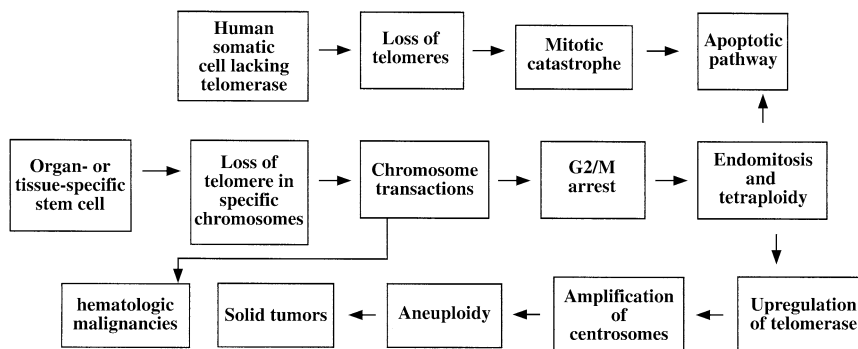 Human
somatic
cell lacking
telomerase
Loss of
telomeres
Mitotic
catastrophe
Apoptotic
pathway
Organ- or
tissue-specific
stem cell
Loss of
telomere in
specific
chromosomes
Chromosome
transactions
G2/M
arrest
Endomitosis
and
tetraploidy
hematologic
malignancies
Solid tumors
Aneuploidy
Amplification
of
centrosomes
Upregulation
of telomerase